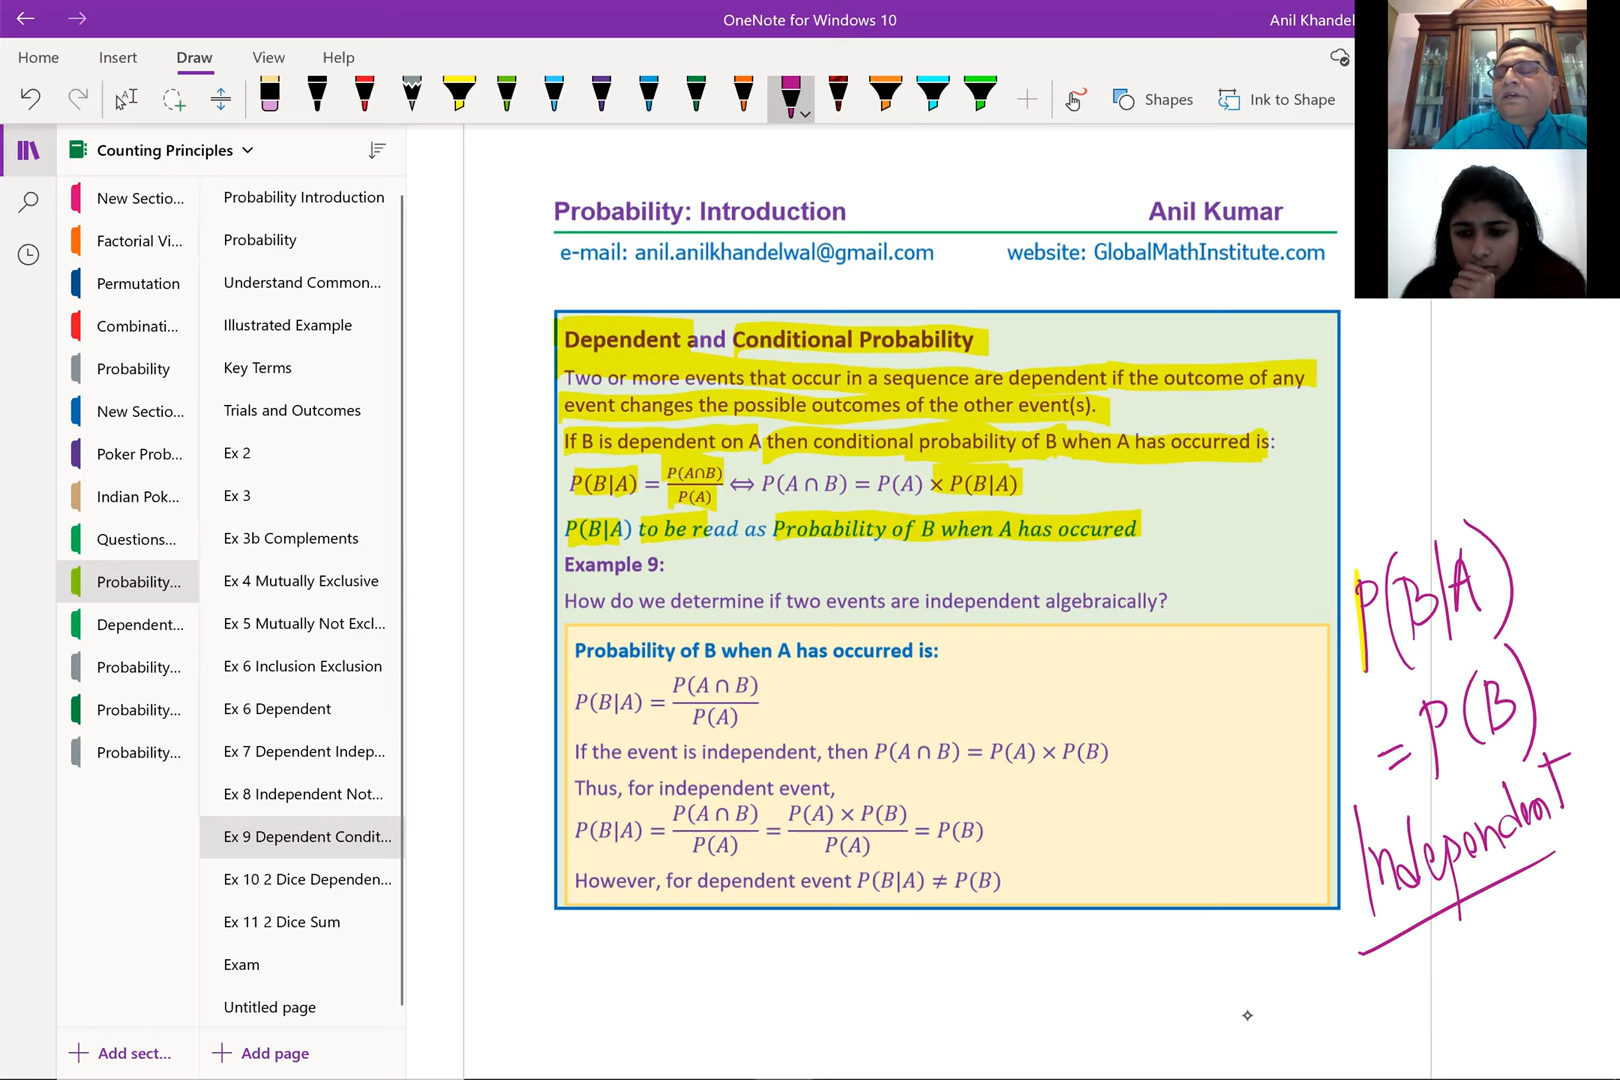 OneNote for Windows 10
Anil Khandel
Home Insert Draw View Help
Shapes Ink to Shape
Counting Principles
New Sectio...
Factorial Vi...
Permutation
Combinati...
Probability
New Sectio...
Poker Prob...
Indian Pok...
Questions...
Probability...
Dependent...
Probability...
Probability...
Probability...
Add sect...
Probability Introduction
Probability
Understand Common...
Illustrated Example
Key Terms
Trials and Outcomes
Ex 2
Ex 3
Ex 3b Complements
Ex 4 Mutually Exclusive
Ex 5 Mutually Not Excl...
Ex 6 Inclusion Exclusion
Ex 6 Dependent
Ex 7 Dependent Indep...
Ex 8 Independent Not...
Ex 9 Dependent Condit...
Ex 10 2 Dice Dependen...
Ex 11 2 Dice Sum
Exam
Untitled page
Add page
Probability: Introduction Anil Kumar
e-mail: anil.anilkhandelwal@gmail.com website: GlobalMathInstitute.com
Dependent and Conditional Probability
Two or more events that occur in a sequence are dependent if the outcome of any
event changes the possible outcomes of the other event(s).
If B is dependent on A then conditional probability of B when A has occurred is:
P(B|A) = P(A∩B)/P(A) ⟺ P(A ∩ B) = P(A) × P(B|A)
P(B|A) to be read as Probability of B when A has occured
Example 9:
How do we determine if two events are independent algebraically?
Probability of B when A has occurred is:
P(B|A) = P(A ∩ B)/P(A)
If the event is independent, then P(A ∩ B) = P(A) × P(B)
Thus, for independent event,
P(B|A) = P(A ∩ B)/P(A) = P(A) × P(B)/P(A) = P(B)
However, for dependent event P(B|A) ≠ P(B)
P(B|A)
= P(B)
Independent